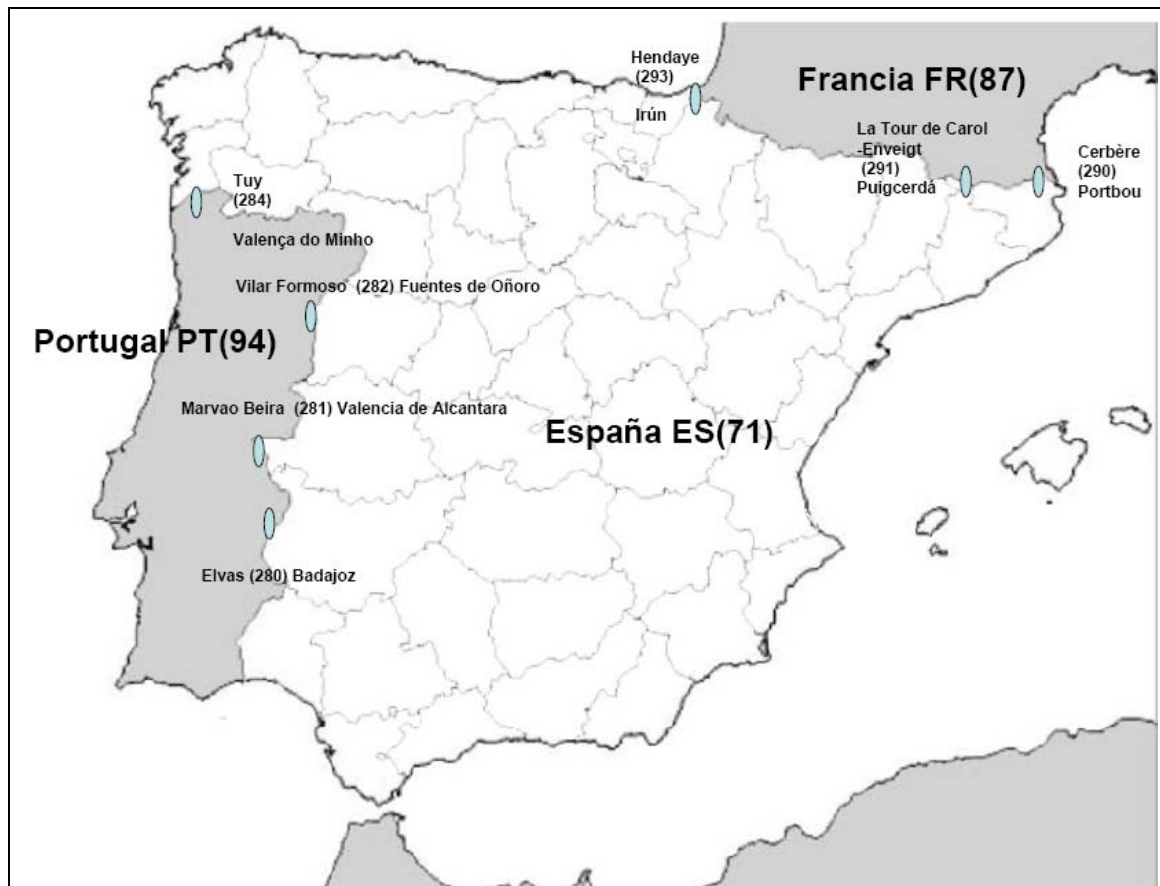 Hendaye
(293)
Irún
Francia FR(87)
La Tour de Carol
-Enveigt
(291)
Puigcerdá
Cerbère
(290)
Portbou
Tuy
(284)
Valença do Minho
Vilar Formoso (282) Fuentes de Oñoro
Portugal PT(94)
Marvao Beira (281) Valencia de Alcantara
España ES(71)
Elvas (280) Badajoz